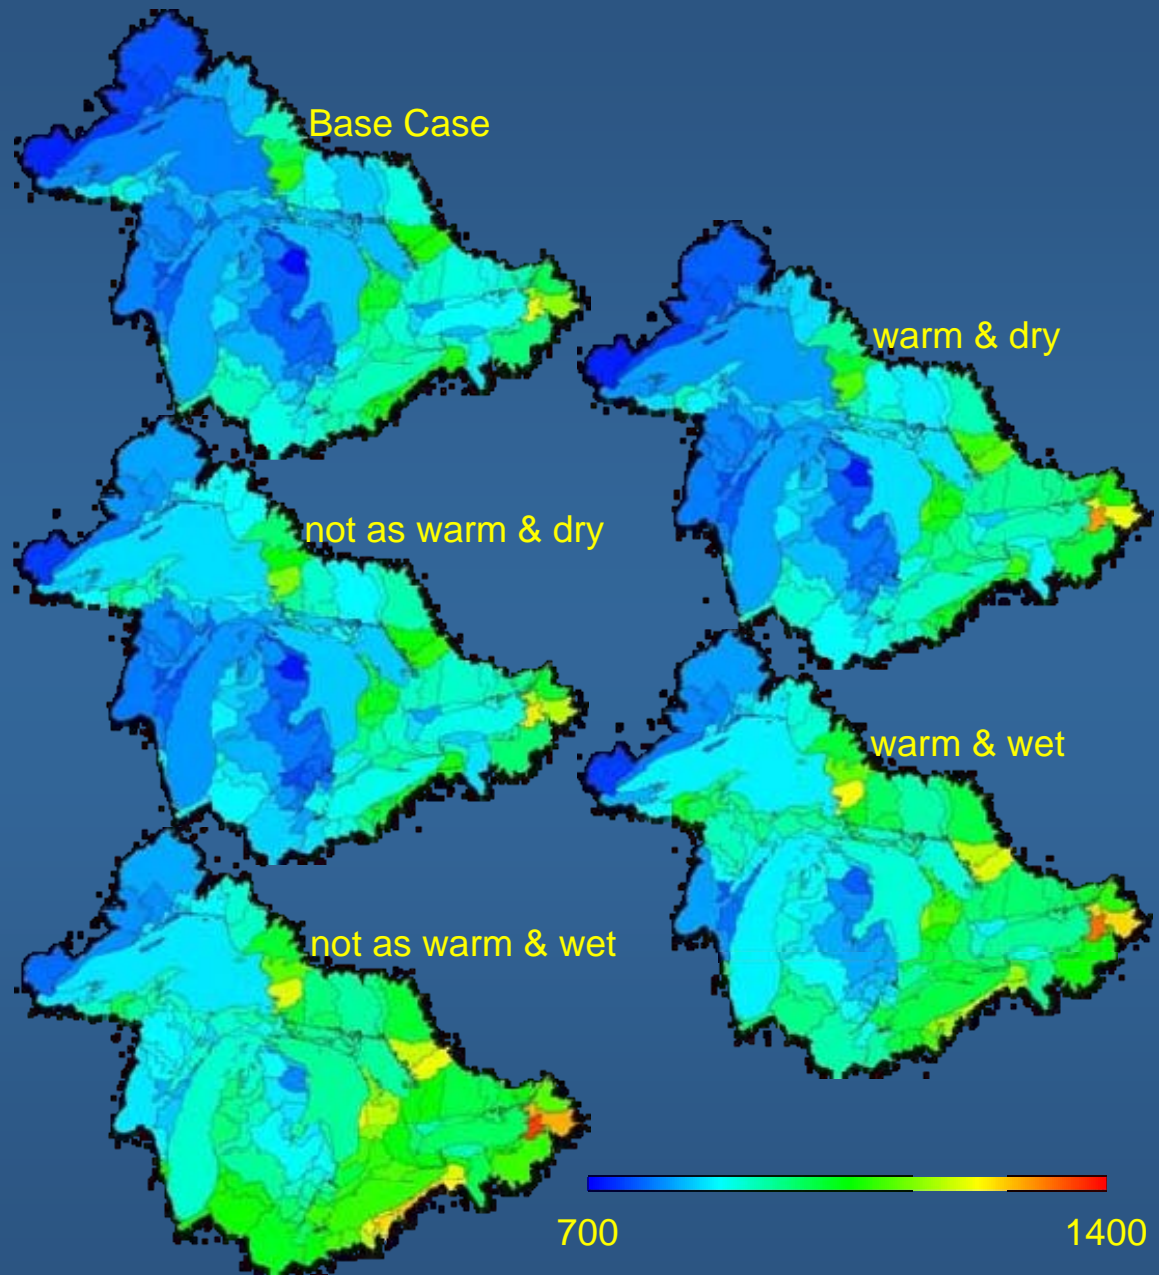 Base Case
warm & dry
not as warm & dry
warm & wet
not as warm & wet
700
1400